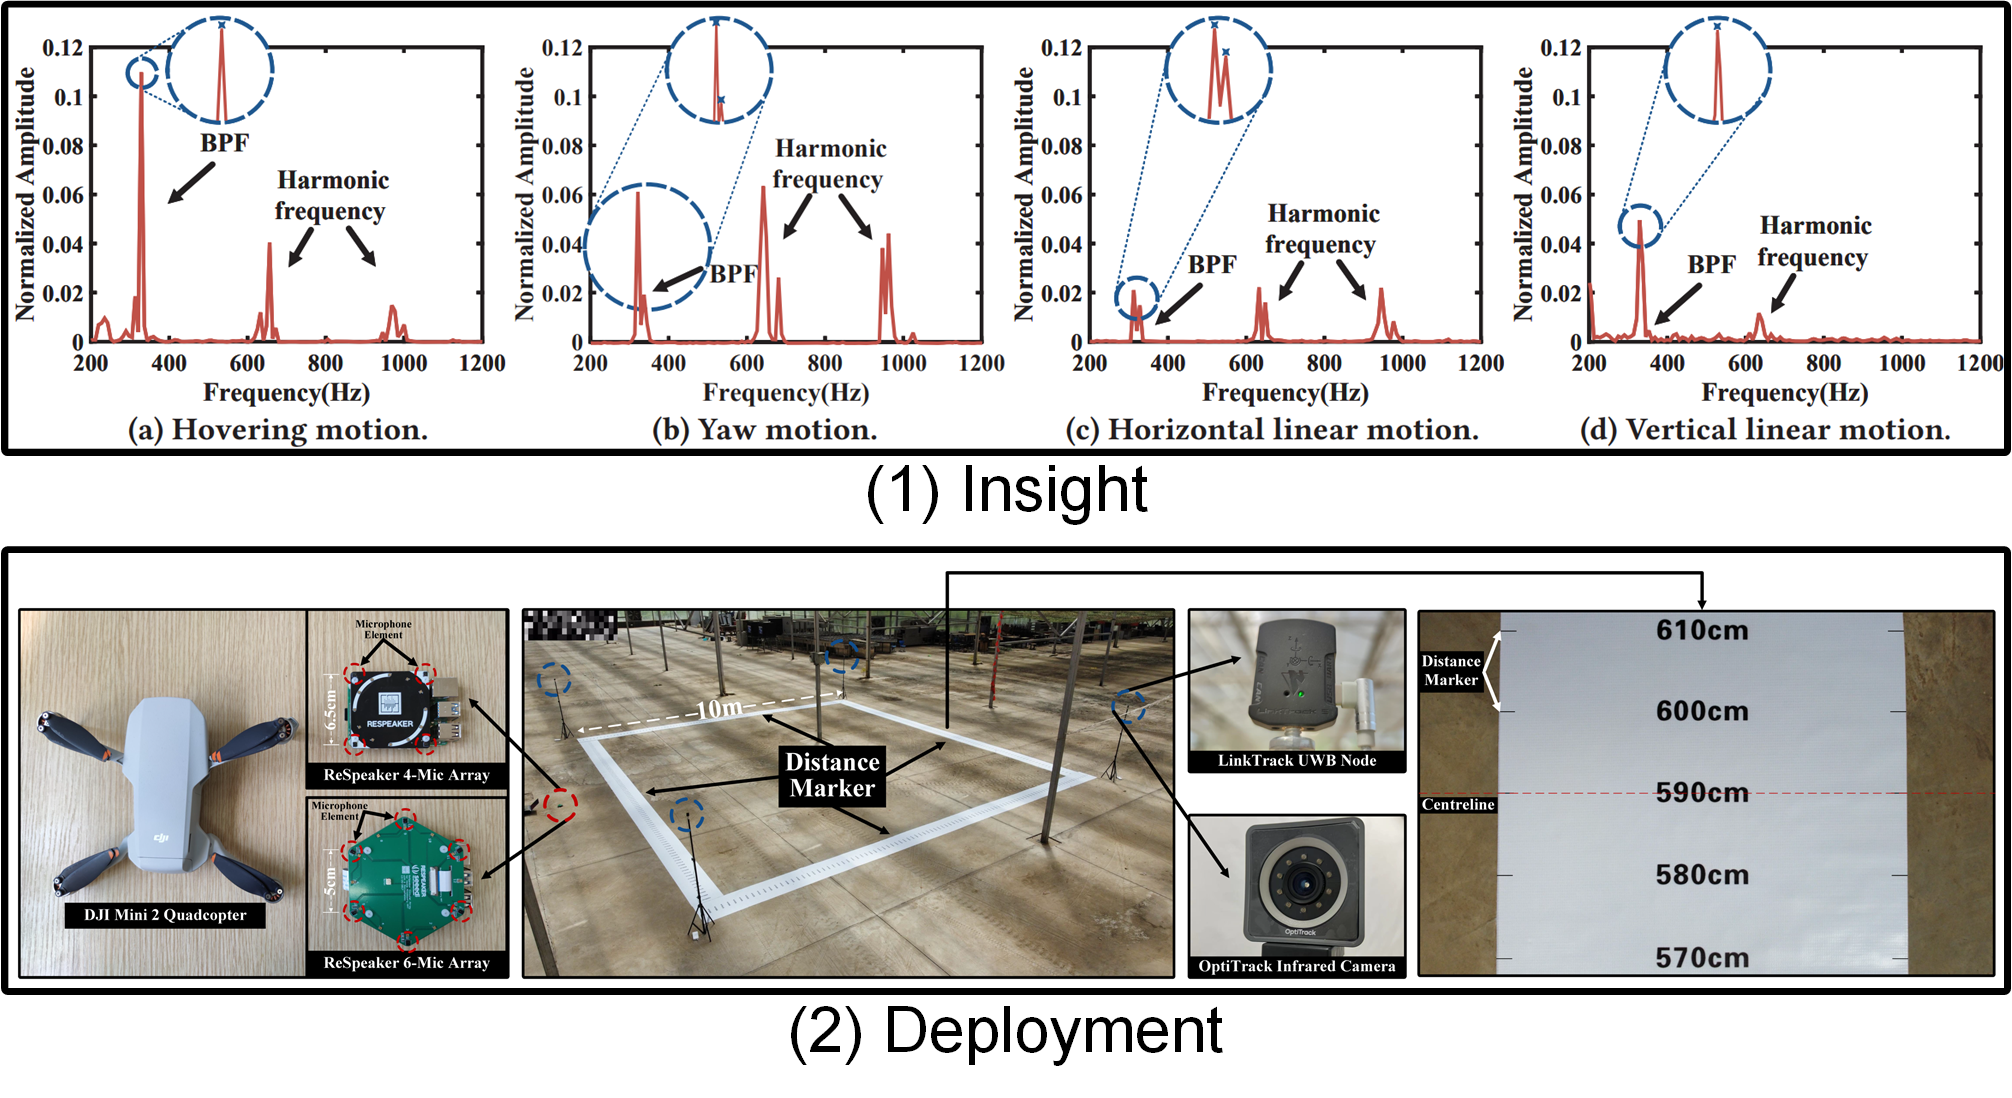 0.12
0.1
0.08
0.06
0.04
0.02
0
200
400
600
800
1000
1200
Normalized Amplitude
Frequency(Hz)
BPF
Harmonic
frequency
(a) Hovering motion.
0.12
0.1
0.08
0.06
0.04
0.02
0
200
400
600
800
1000
1200
Normalized Amplitude
Frequency(Hz)
BPF
Harmonic
frequency
(b) Yaw motion.
0.12
0.1
0.08
0.06
0.04
0.02
0
200
400
600
800
1000
1200
Normalized Amplitude
Frequency(Hz)
BPF
Harmonic
frequency
(c) Horizontal linear motion.
0.12
0.1
0.08
0.06
0.04
0.02
0
200
400
600
800
1000
1200
Normalized Amplitude
Frequency(Hz)
BPF
Harmonic
frequency
(d) Vertical linear motion.
(1) Insight
dji
DJI Mini 2 Quadcopter
Microphone
Element
6.5cm
RESPEAKER
ReSpeaker 4-Mic Array
Microphone
Element
5cm
RESPEAKER
ReSpeaker 6-Mic Array
10m
Distance
Marker
LinkTrack UWB Node
OptiTrack
OptiTrack Infrared Camera
Distance
Marker
Centreline
610cm
600cm
590cm
580cm
570cm
(2) Deployment